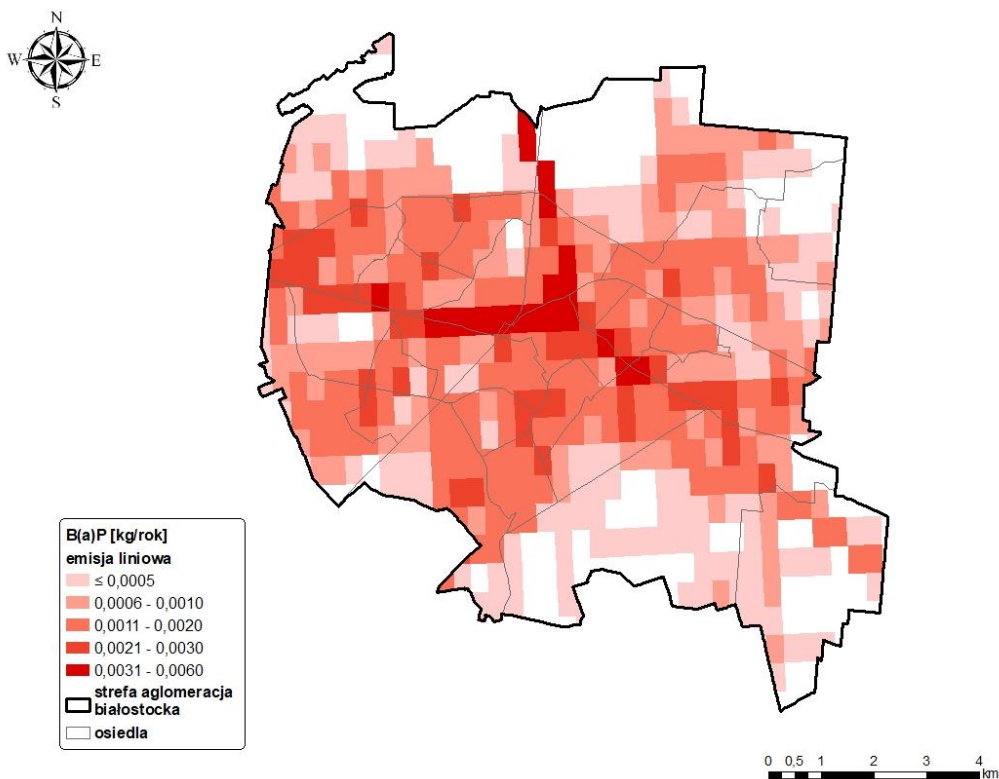 N
W E
S
B(a)P [kg/rok]
emisja liniowa
≤ 0,0005
0,0006 - 0,0010
0,0011 - 0,0020
0,0021 - 0,0030
0,0031 - 0,0060
strefa aglomeracja
białostocka
osiedla
0 0,5 1 2 3 4
km